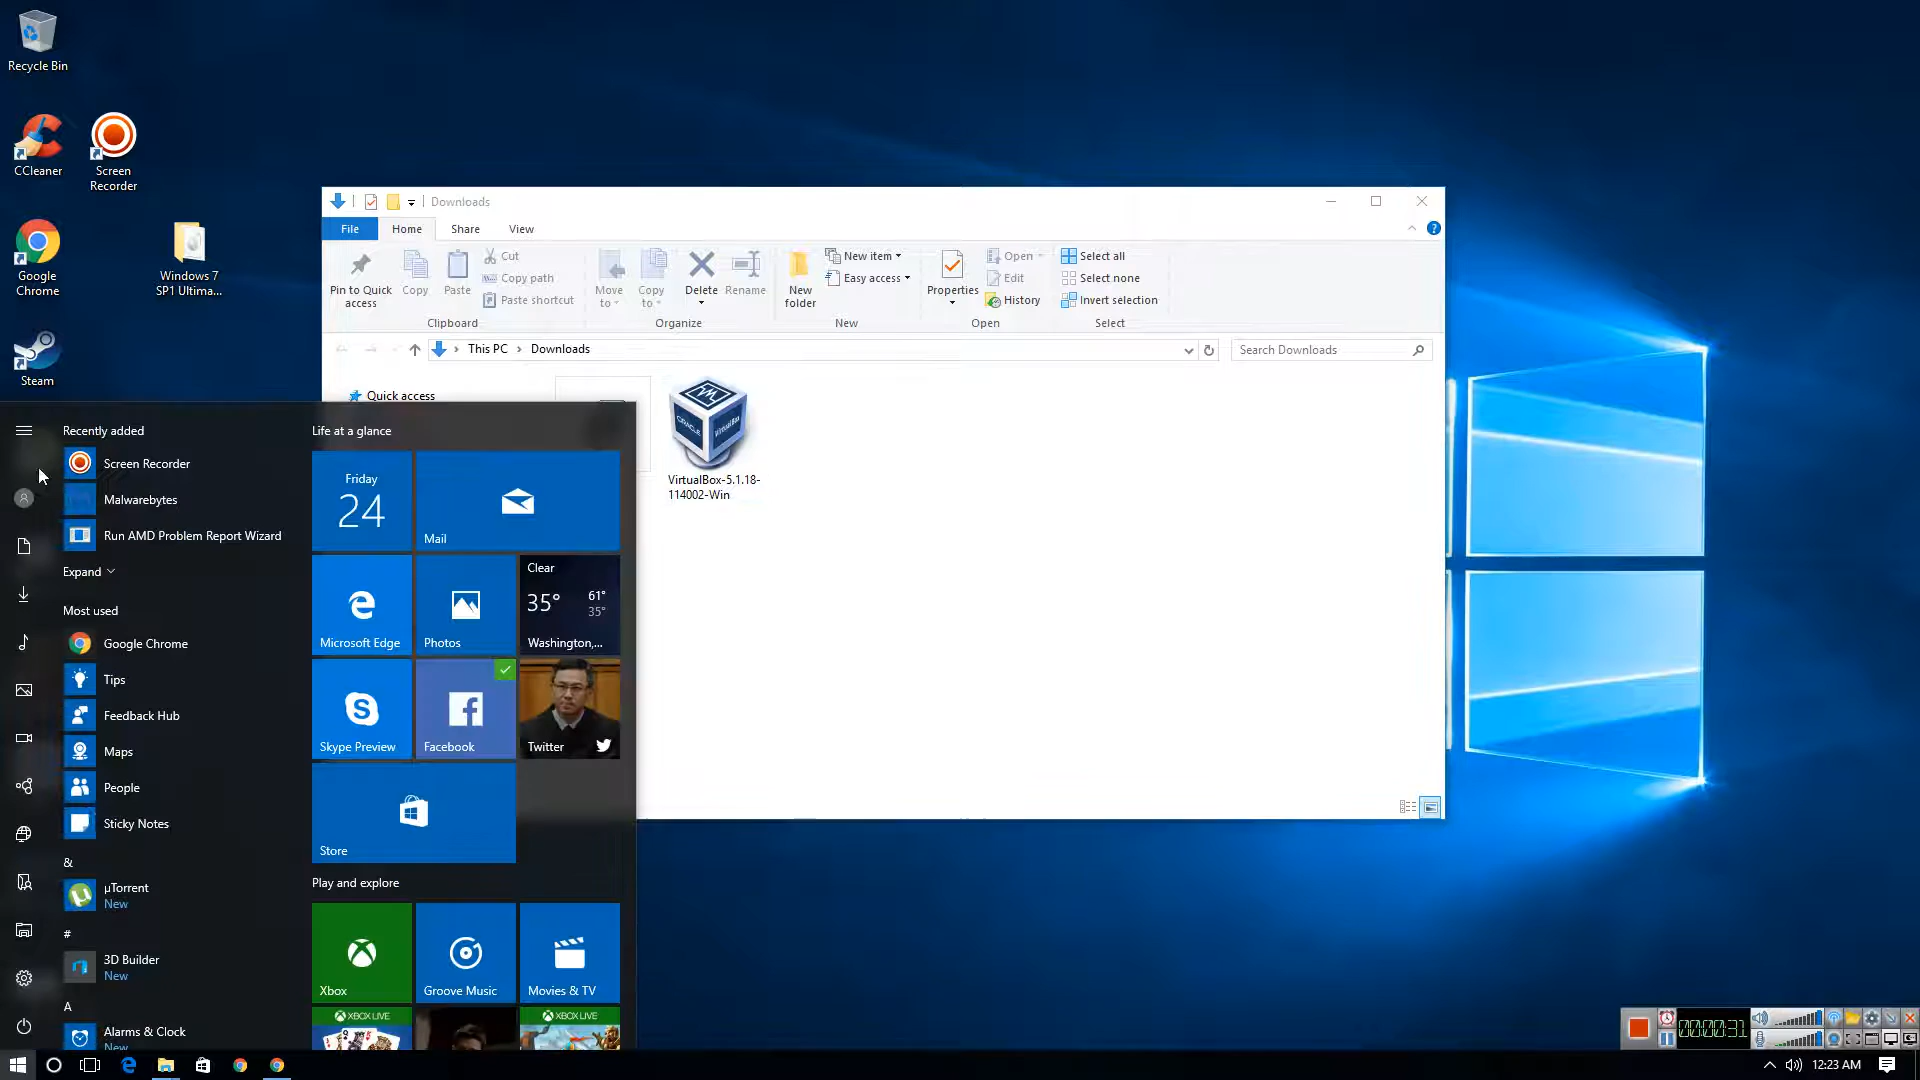 Recycle Bin
CCleaner
Screen
Recorder
Google
Chrome
Windows 7
SP1 Ultima...
Steam
Downloads
File
Home
Share
View
Pin to Quick
access
Copy
Paste
Cut
Copy path
Paste shortcut
Clipboard
Move
to
Copy
to
Delete
Rename
Organize
New
folder
New item
Easy access
New
Properties
Open
Edit
History
Open
Select all
Select none
Invert selection
Select
This PC
Downloads
Search Downloads
Quick access
ORACLE
VirtualBox
VirtualBox-5.1.18-
114002-Win
Recently added
Screen Recorder
Malwarebytes
Run AMD Problem Report Wizard
Expand
Most used
Google Chrome
Tips
Feedback Hub
Maps
People
Sticky Notes
&
µTorrent
New
#
3D Builder
New
A
Alarms & Clock
New
Life at a glance
Friday
24
Mail
Microsoft Edge
Photos
Clear
35°
61°
35°
Washington,...
Skype Preview
Facebook
Twitter
Store
Play and explore
Xbox
Groove Music
Movies & TV
XBOX LIVE
XBOX LIVE
00:00:31
12:23 AM